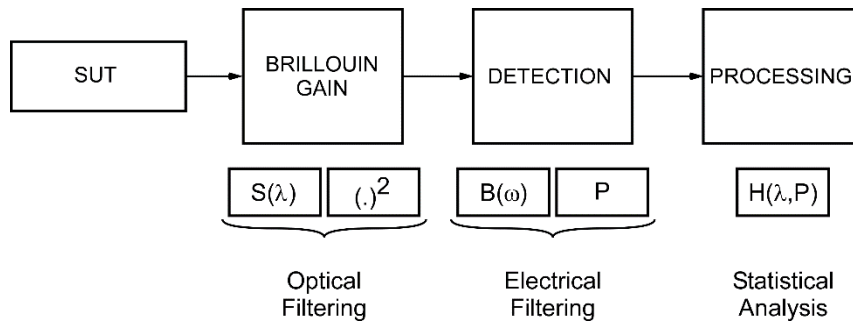 SUT
BRILLOUIN
GAIN
DETECTION
PROCESSING
S(λ)
(.)²
B(ω)
P
H(λ,P)
Optical
Filtering
Electrical
Filtering
Statistical
Analysis